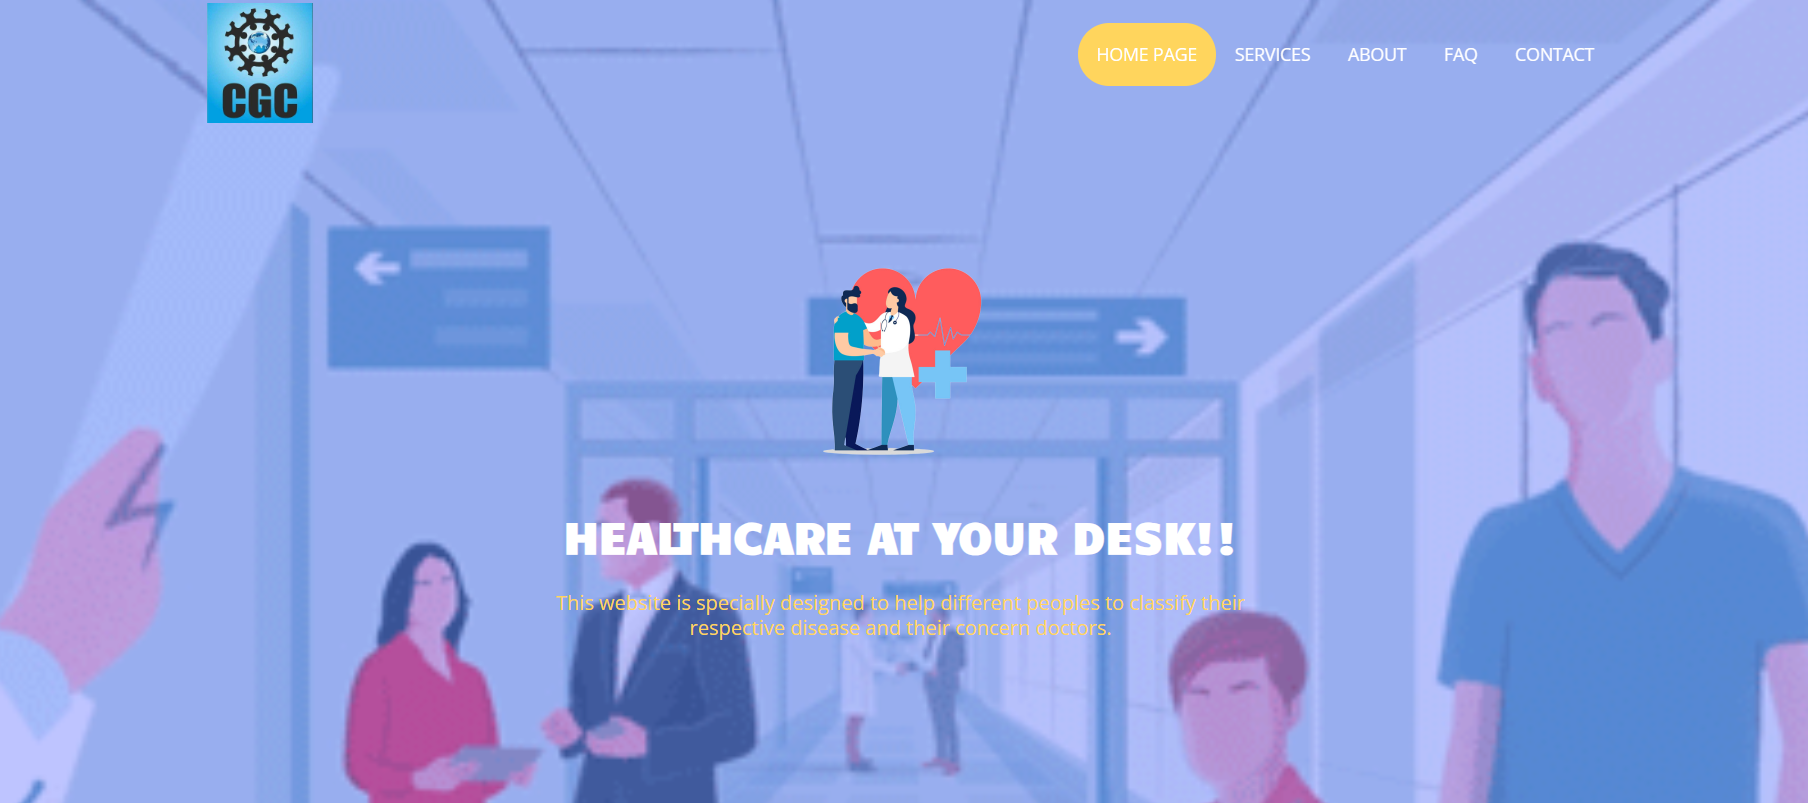 CGC
HOME PAGE
SERVICES
ABOUT
FAQ
CONTACT
HEALTHCARE AT YOUR DESK!!
This website is specially designed to help different peoples to classify their
respective disease and their concern doctors.